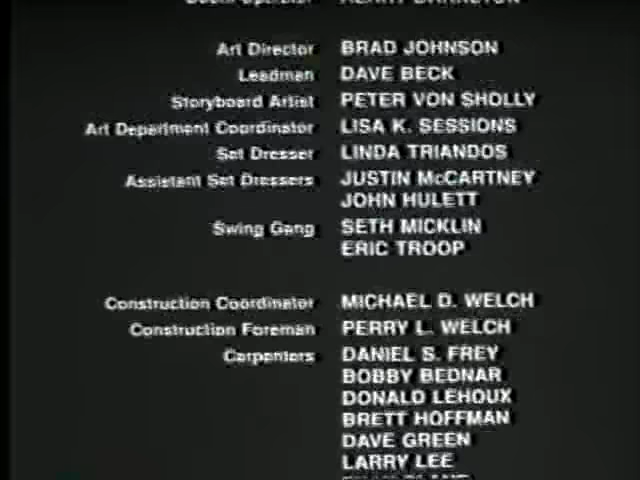 Art Director BRAD JOHNSON
Leadman DAVE BECK
Storyboard Artist PETER VON SHOLLY
Art Department Coordinator LISA K. SESSIONS
Set Dresser LINDA TRIANDOS
Assistant Set Dressers JUSTIN McCARTNEY
JOHN HULETT
Swing Gang SETH MICKLIN
ERIC TROOP
Construction Coordinator MICHAEL D. WELCH
Construction Foreman PERRY L. WELCH
Carpenters DANIEL S. FREY
BOBBY BEDNAR
DONALD LEHOUX
BRETT HOFFMAN
DAVE GREEN
LARRY LEE